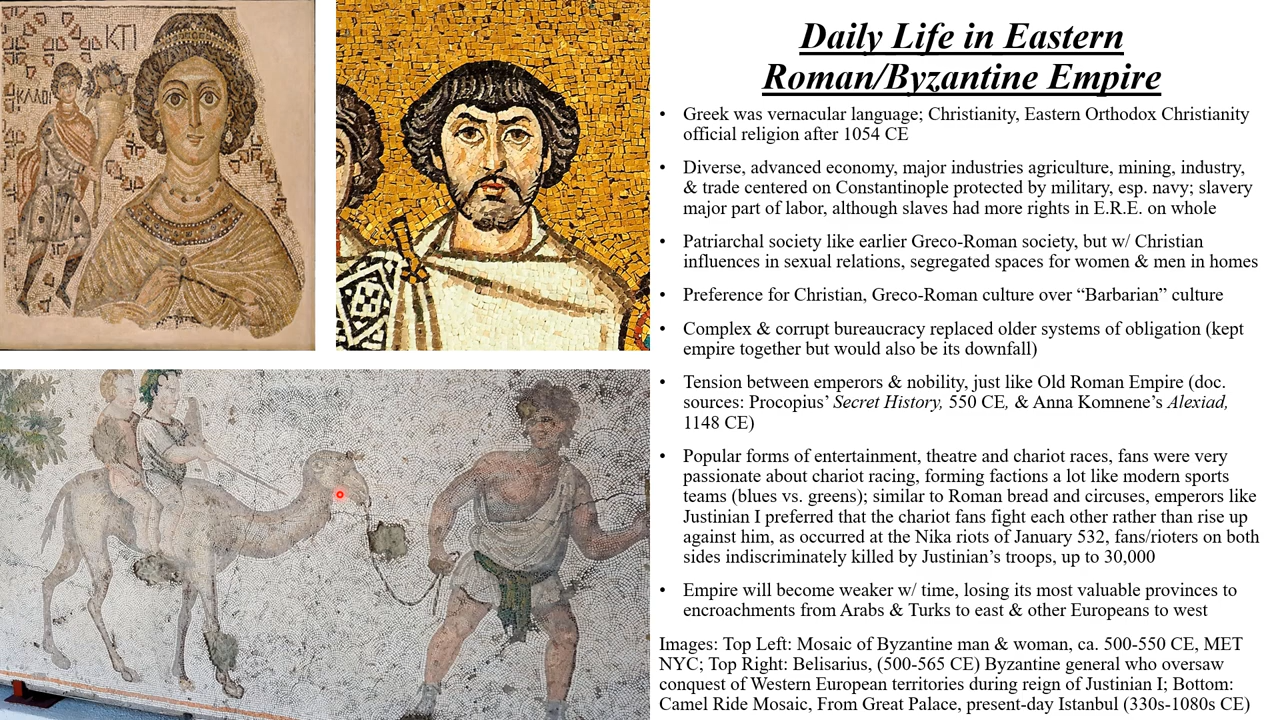 ΚΤΙ
ΚΑΛΟΙ
Daily Life in Eastern
Roman/Byzantine Empire
• Greek was vernacular language; Christianity, Eastern Orthodox Christianity
official religion after 1054 CE
• Diverse, advanced economy, major industries agriculture, mining, industry,
& trade centered on Constantinople protected by military, esp. navy; slavery
major part of labor, although slaves had more rights in E.R.E. on whole
• Patriarchal society like earlier Greco-Roman society, but w/ Christian
influences in sexual relations, segregated spaces for women & men in homes
• Preference for Christian, Greco-Roman culture over “Barbarian” culture
• Complex & corrupt bureaucracy replaced older systems of obligation (kept
empire together but would also be its downfall)
• Tension between emperors & nobility, just like Old Roman Empire (doc.
sources: Procopius’ Secret History, 550 CE, & Anna Komnene’s Alexiad,
1148 CE)
• Popular forms of entertainment, theatre and chariot races, fans were very
passionate about chariot racing, forming factions a lot like modern sports
teams (blues vs. greens); similar to Roman bread and circuses, emperors like
Justinian I preferred that the chariot fans fight each other rather than rise up
against him, as occurred at the Nika riots of January 532, fans/rioters on both
sides indiscriminately killed by Justinian’s troops, up to 30,000
• Empire will become weaker w/ time, losing its most valuable provinces to
encroachments from Arabs & Turks to east & other Europeans to west
Images: Top Left: Mosaic of Byzantine man & woman, ca. 500-550 CE, MET
NYC; Top Right: Belisarius, (500-565 CE) Byzantine general who oversaw
conquest of Western European territories during reign of Justinian I; Bottom:
Camel Ride Mosaic, From Great Palace, present-day Istanbul (330s-1080s CE)